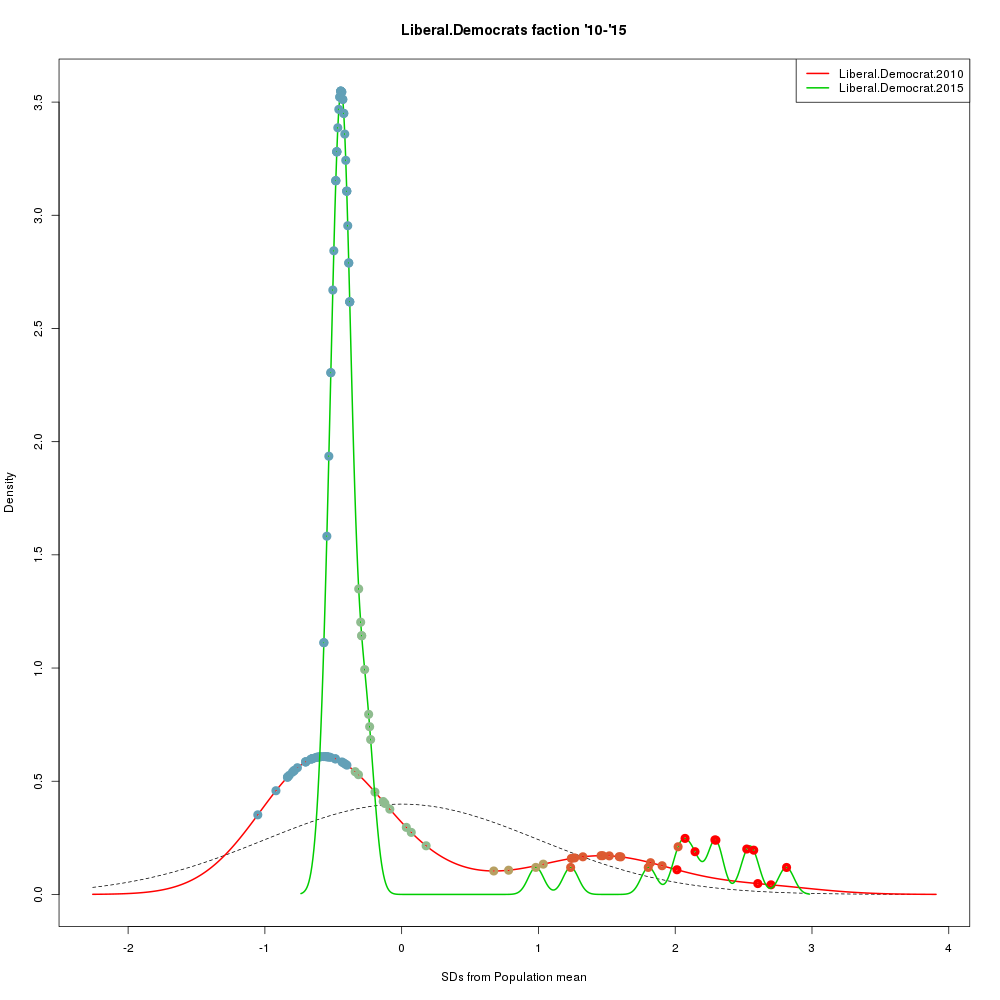 Liberal.Democrats faction '10-'15
Liberal.Democrat.2010
Liberal.Democrat.2015
3.5
3.0
2.5
2.0
1.5
1.0
0.5
0.0
Density
-2 -1 0 1 2 3 4
SDs from Population mean